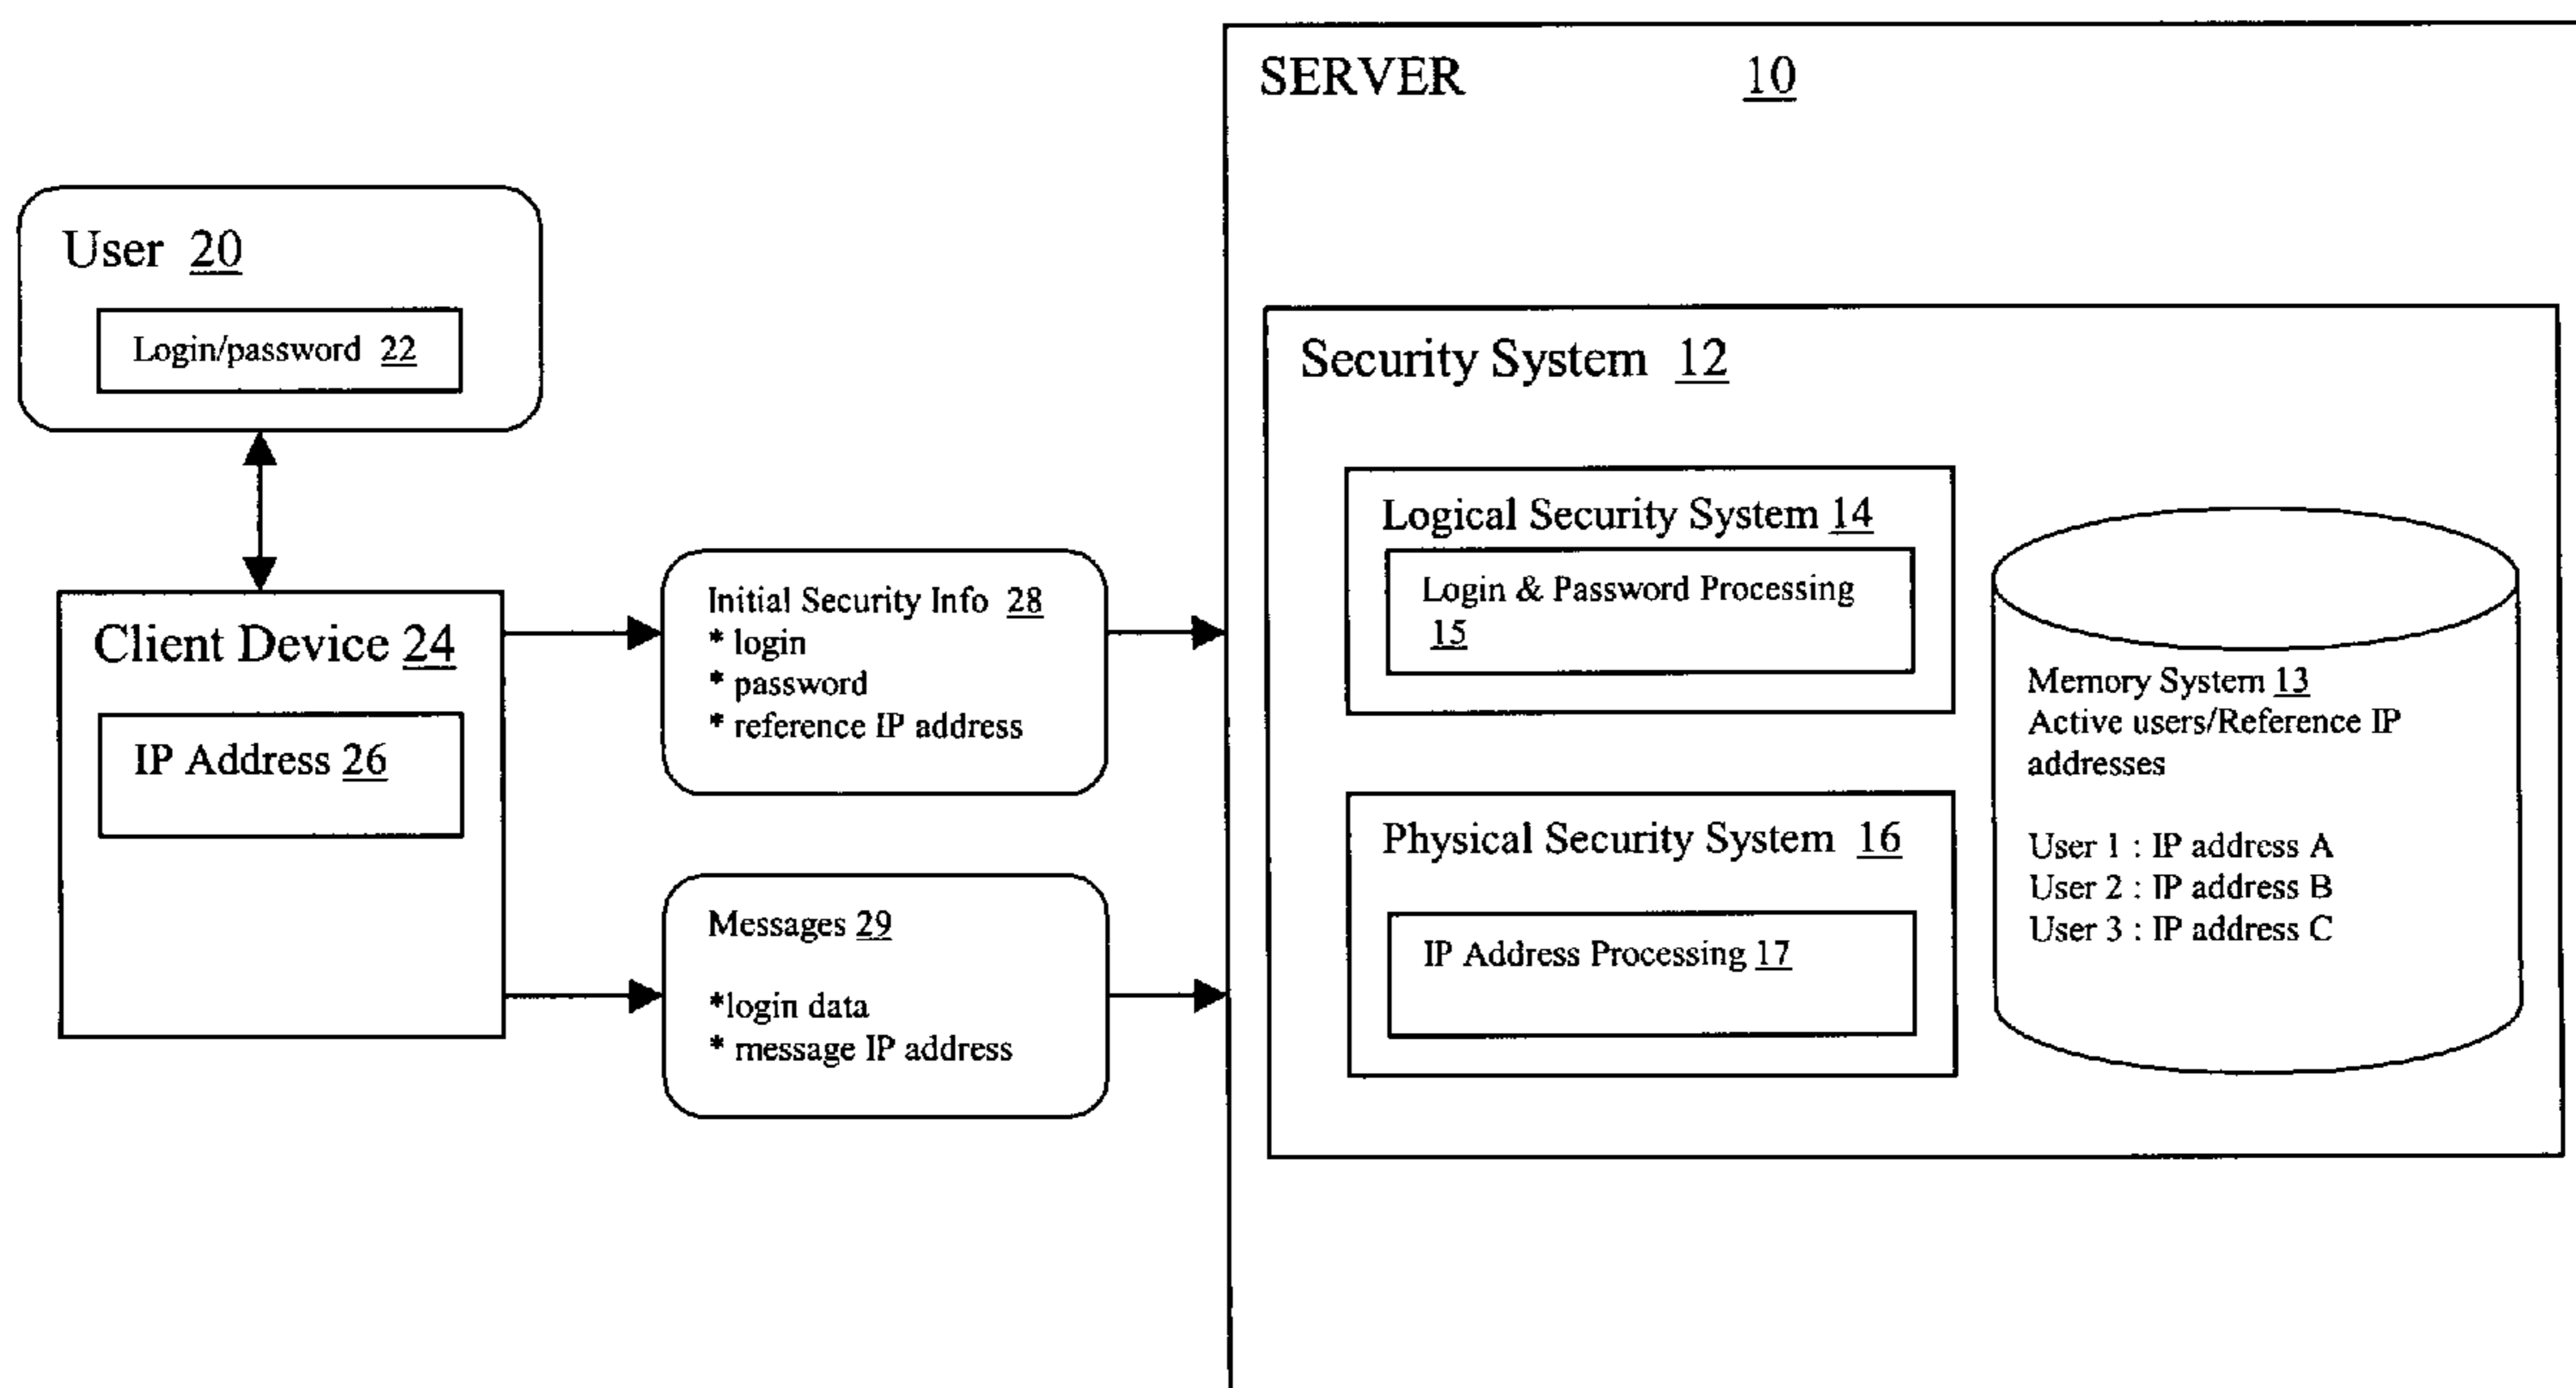 SERVER 10
User 20
Login/password 22
Security System 12
Logical Security System 14
Login & Password Processing
15
Client Device 24
IP Address 26
Initial Security Info 28
* login
* password
* reference IP address
Memory System 13
Active users/Reference IP
addresses
User 1 : IP address A
User 2 : IP address B
User 3 : IP address C
Physical Security System 16
IP Address Processing 17
Messages 29
*login data
* message IP address